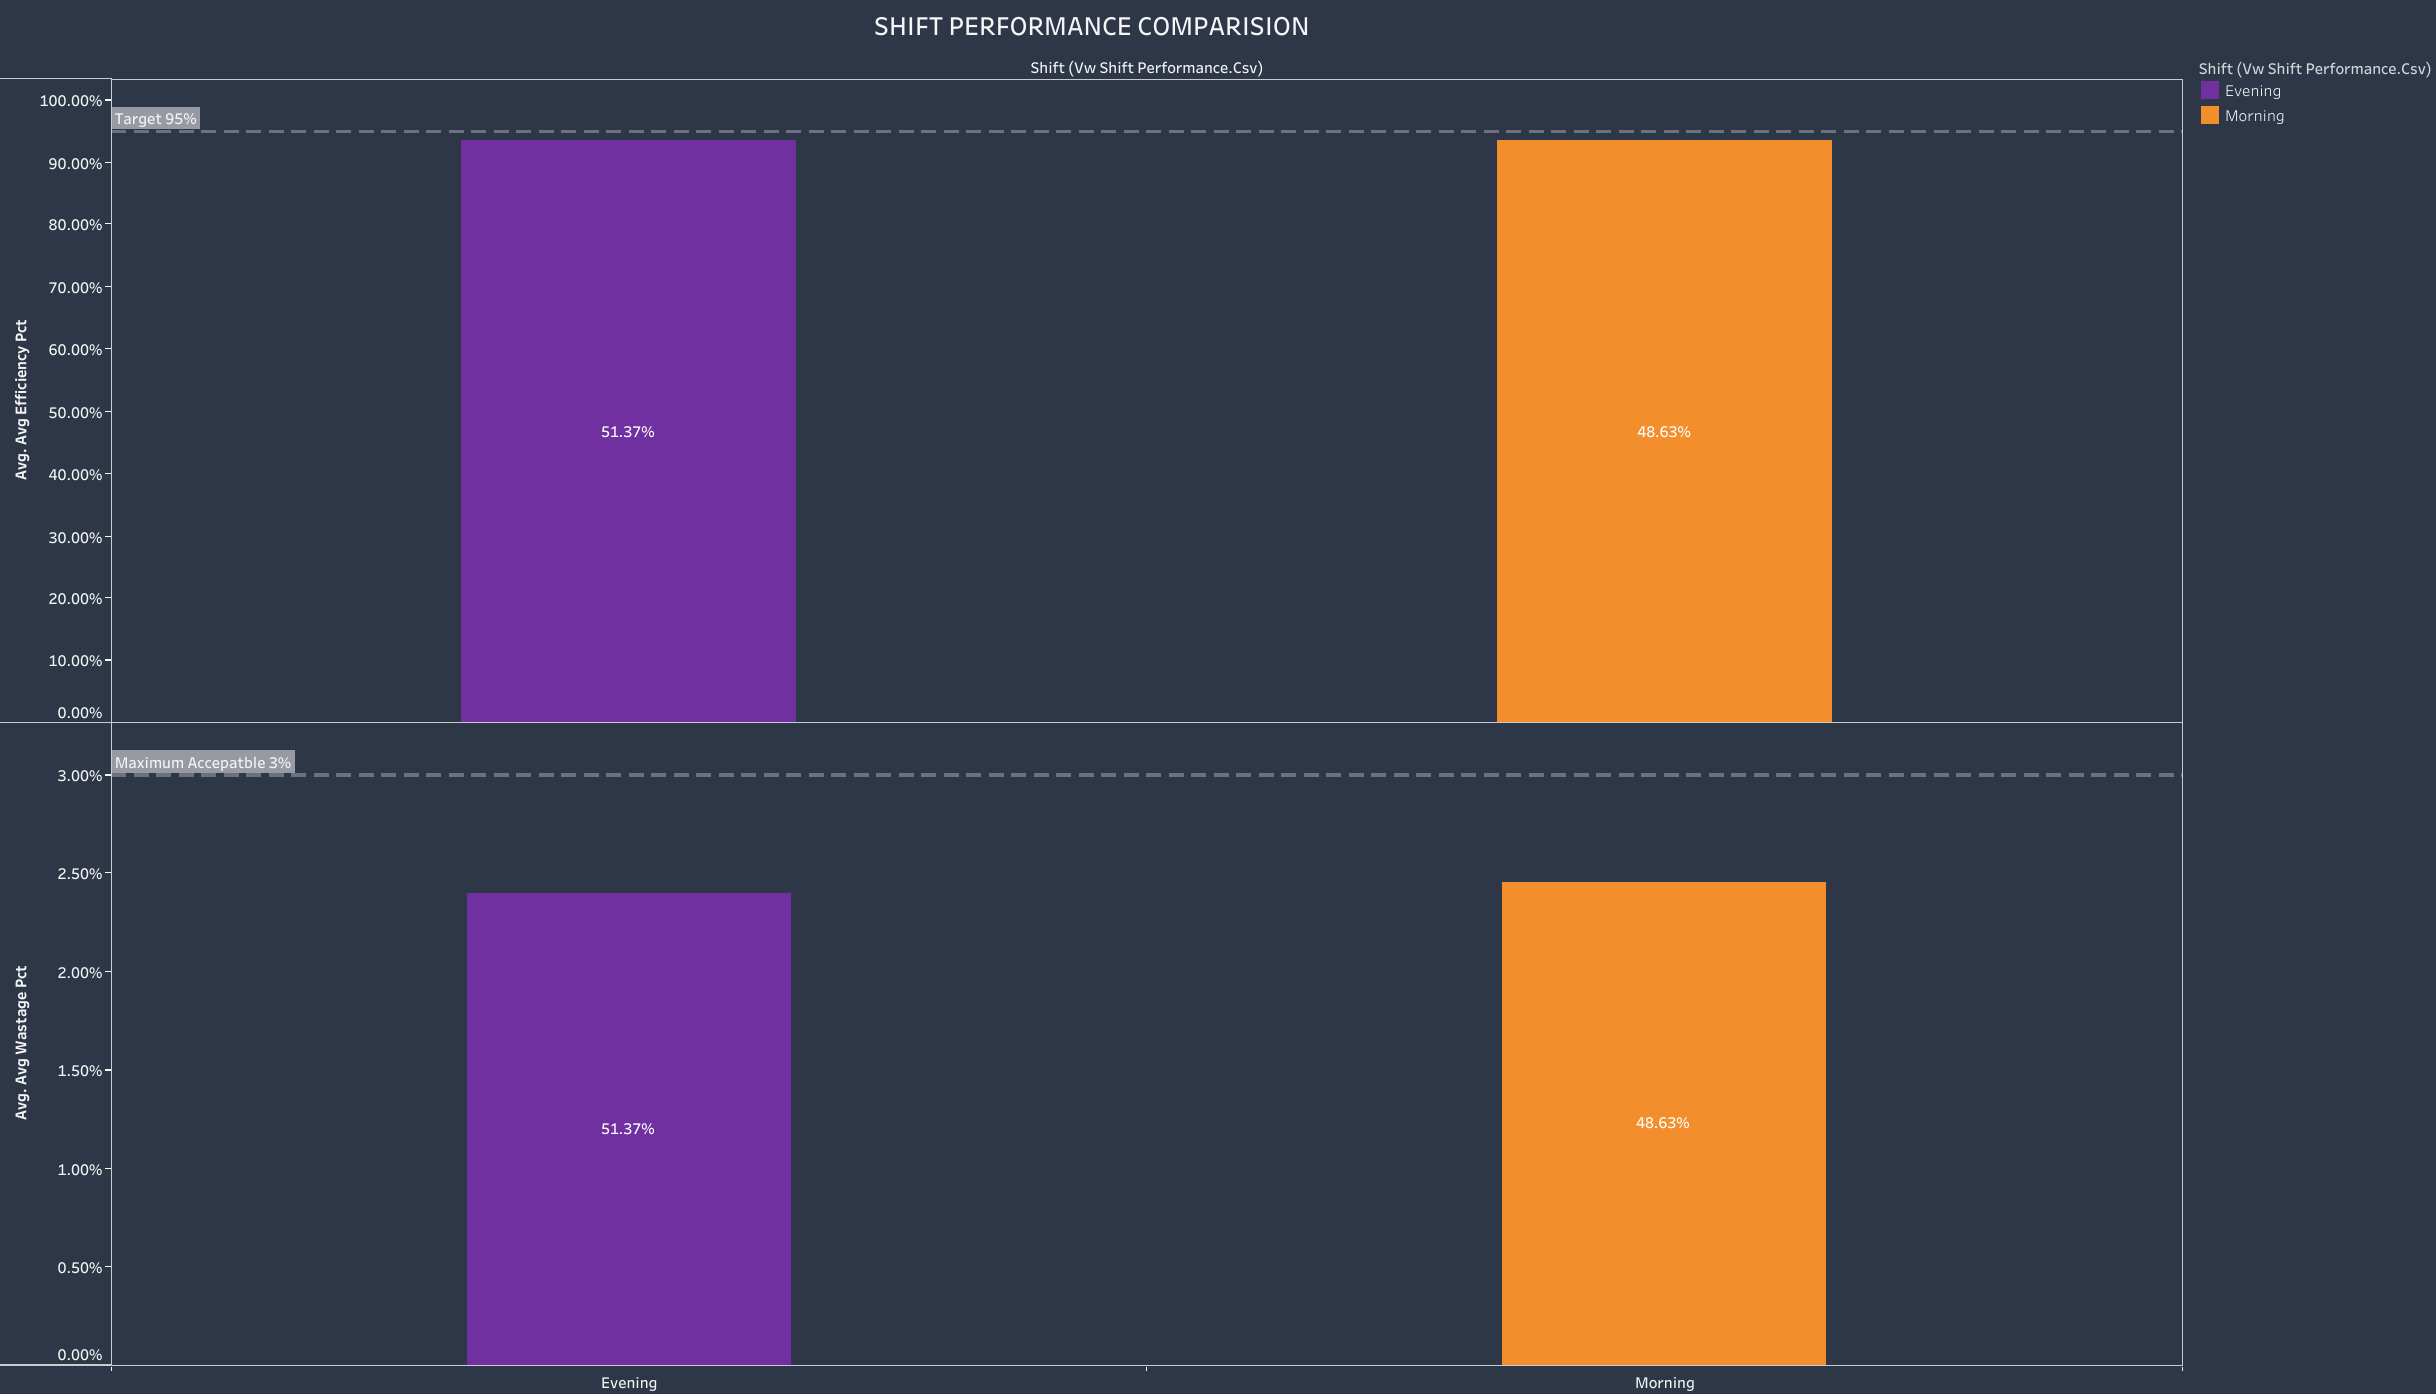 SHIFT PERFORMANCE COMPARISION
Shift (Vw Shift Performance.Csv)
Shift (Vw Shift Performance.Csv)
Evening
Morning
Avg. Avg Efficiency Pct
100.00%
Target 95%
90.00%
80.00%
70.00%
60.00%
50.00%
40.00%
30.00%
20.00%
10.00%
0.00%
51.37%
48.63%
Avg. Avg Wastage Pct
Maximum Accepatble 3%
3.00%
2.50%
2.00%
1.50%
1.00%
0.50%
0.00%
51.37%
48.63%
Evening
Morning